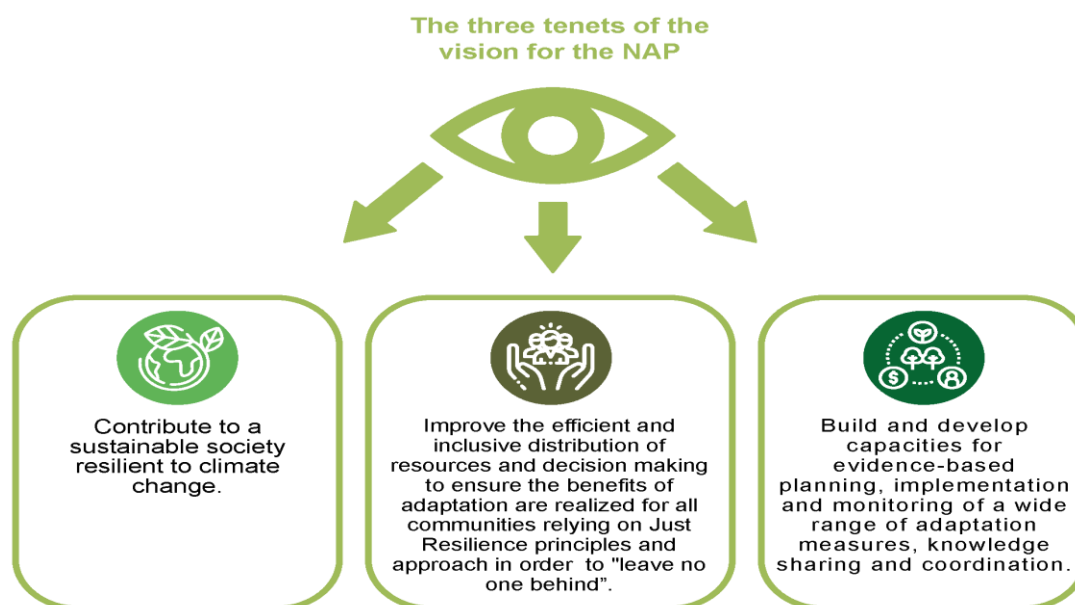 The three tenets of the
vision for the NAP
Contribute to a
sustainable society
resilient to climate
change.
Improve the efficient and
inclusive distribution of
resources and decision making
to ensure the benefits of
adaptation are realized for all
communities relying on Just
Resilience principles and
approach in order to "leave no
one behind”.
Build and develop
capacities for
evidence-based
planning, implementation
and monitoring of a wide
range of adaptation
measures, knowledge
sharing and coordination.
$